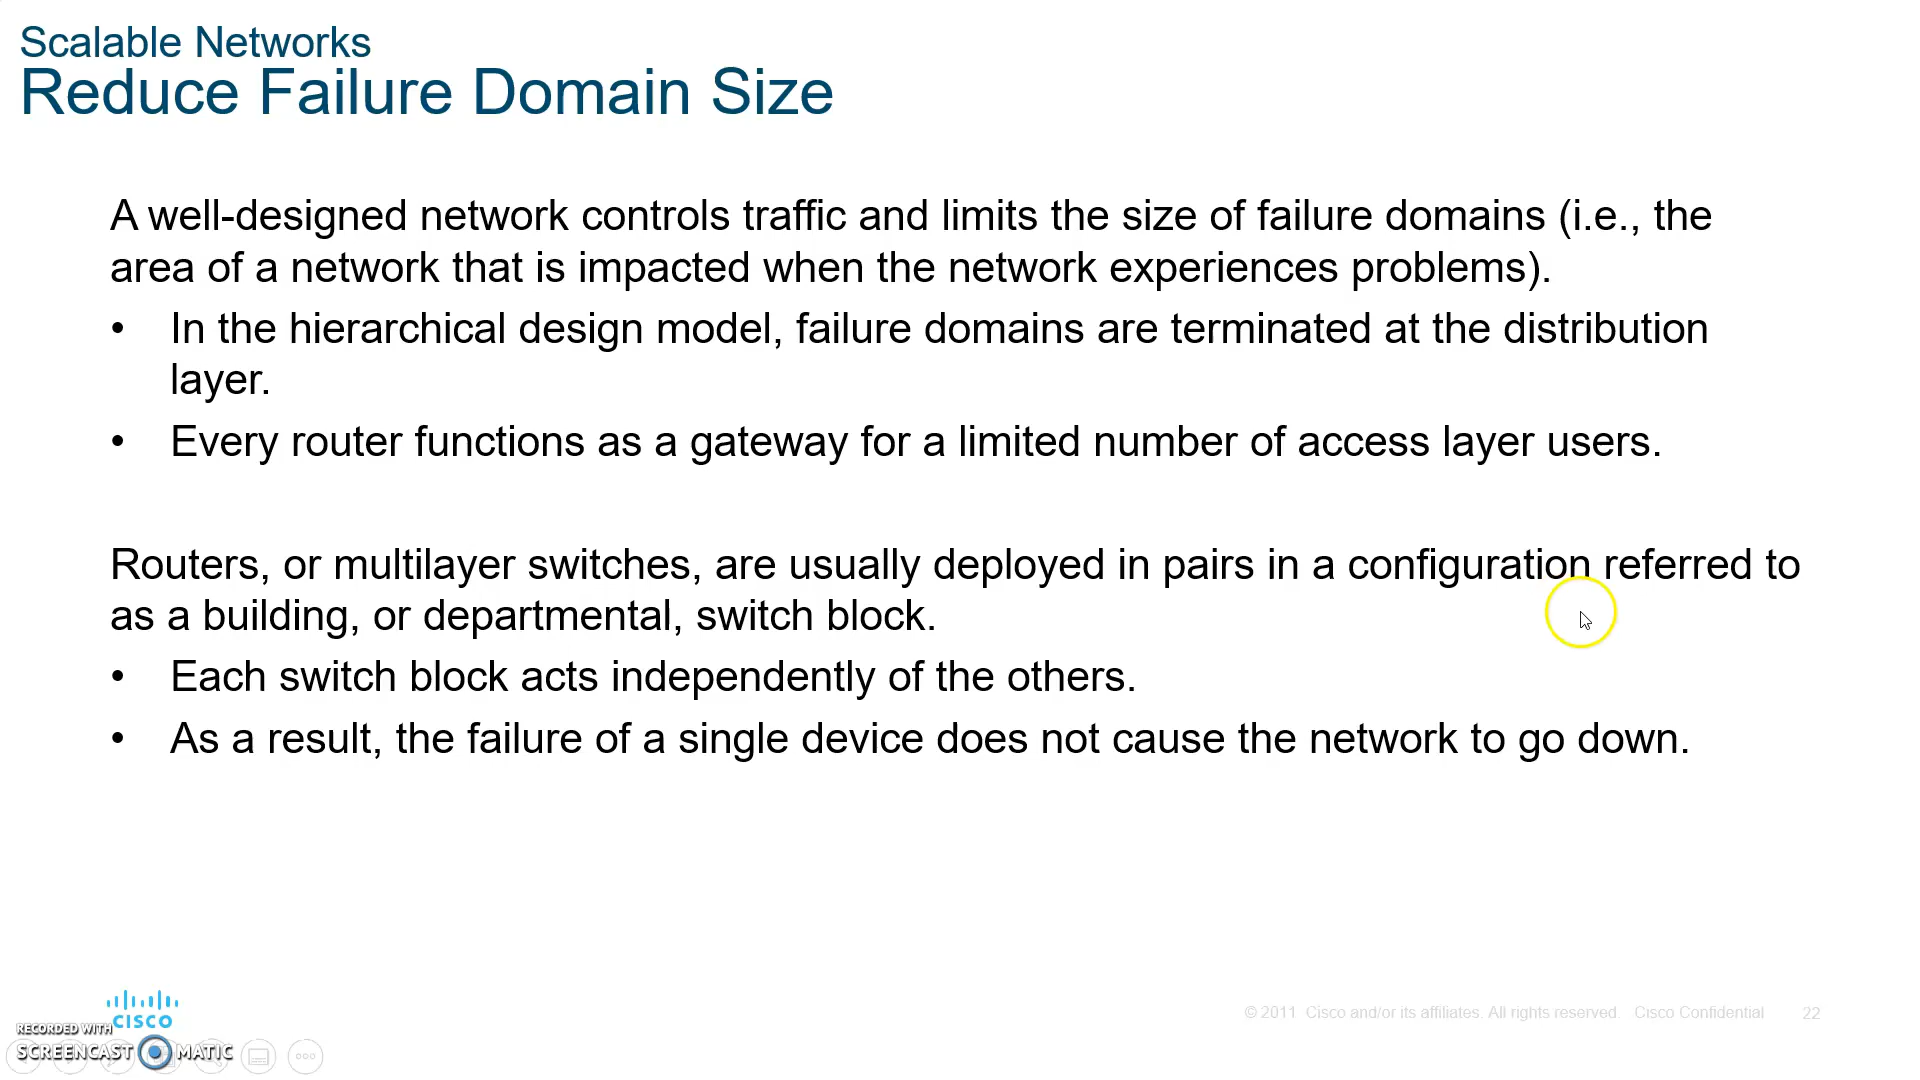 Scalable Networks
Reduce Failure Domain Size
A well-designed network controls traffic and limits the size of failure domains (i.e., the
area of a network that is impacted when the network experiences problems).
• In the hierarchical design model, failure domains are terminated at the distribution
layer.
• Every router functions as a gateway for a limited number of access layer users.
Routers, or multilayer switches, are usually deployed in pairs in a configuration referred to
as a building, or departmental, switch block.
• Each switch block acts independently of the others.
• As a result, the failure of a single device does not cause the network to go down.
CISCO
© 2011 Cisco and/or its affiliates. All rights reserved. Cisco Confidential 22
RECORDED WITH
SCREENCAST MATIC